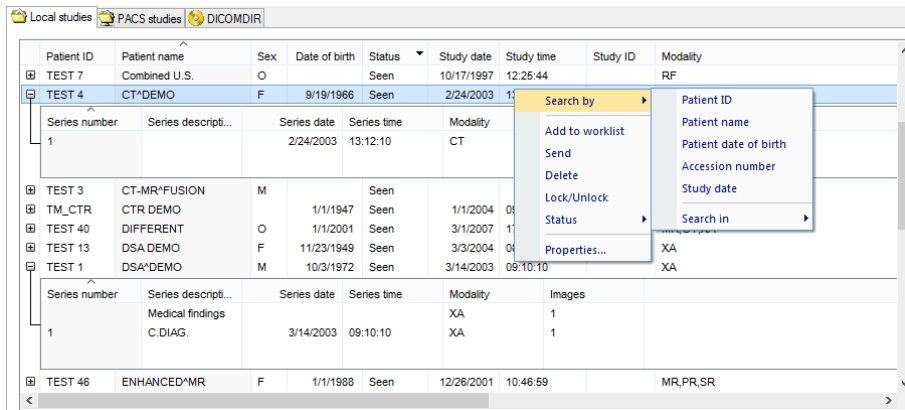 Local studies PACS studies DICOMDIR
Patient ID Patient name Sex Date of birth Status Study date Study time Study ID Modality
TEST 7 Combined U.S. O Seen 10/17/1997 12:25:44 RF
TEST 4 CT^DEMO F 9/19/1966 Seen 2/24/2003
Search by Patient ID
Series number Series descripti... Series date Series time Modality
Patient name
Add to worklist
1 2/24/2003 13:12:10 CT
Patient date of birth
Send
Accession number
Delete
Study date
TEST 3 CT-MR^FUSION M Seen
Lock/Unlock
TM_CTR CTR DEMO 1/1/1947 Seen 1/1/2004
Status Search in
TEST 40 DIFFERENT O 1/1/2001 Seen 3/1/2007
TEST 13 DSA DEMO F 11/23/1949 Seen 3/3/2004 XA
Properties...
TEST 1 DSA^DEMO M 10/3/1972 Seen 3/14/2003 09:10:10 XA
Series number Series descripti... Series date Series time Modality Images
Medical findings XA 1
1 C.DIAG. 3/14/2003 09:10:10 XA 1
TEST 46 ENHANCED^MR F 1/1/1988 Seen 12/26/2001 10:46:59 MR,PR,SR